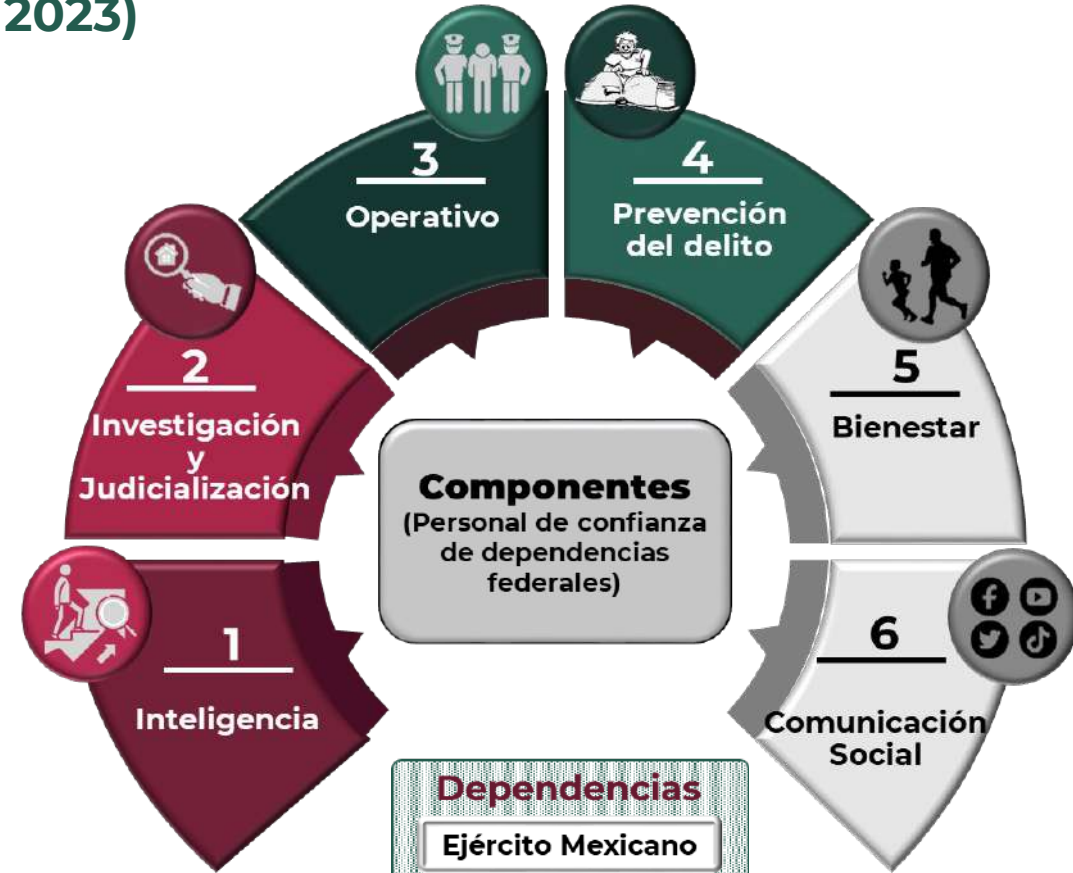 2023)
3
Operativo
4
Prevención
del delito
2
Investigación
y
Judicialización
5
Bienestar
Componentes
(Personal de confianza
de dependencias
federales)
1
Inteligencia
6
Comunicación
Social
Dependencias
Ejército Mexicano